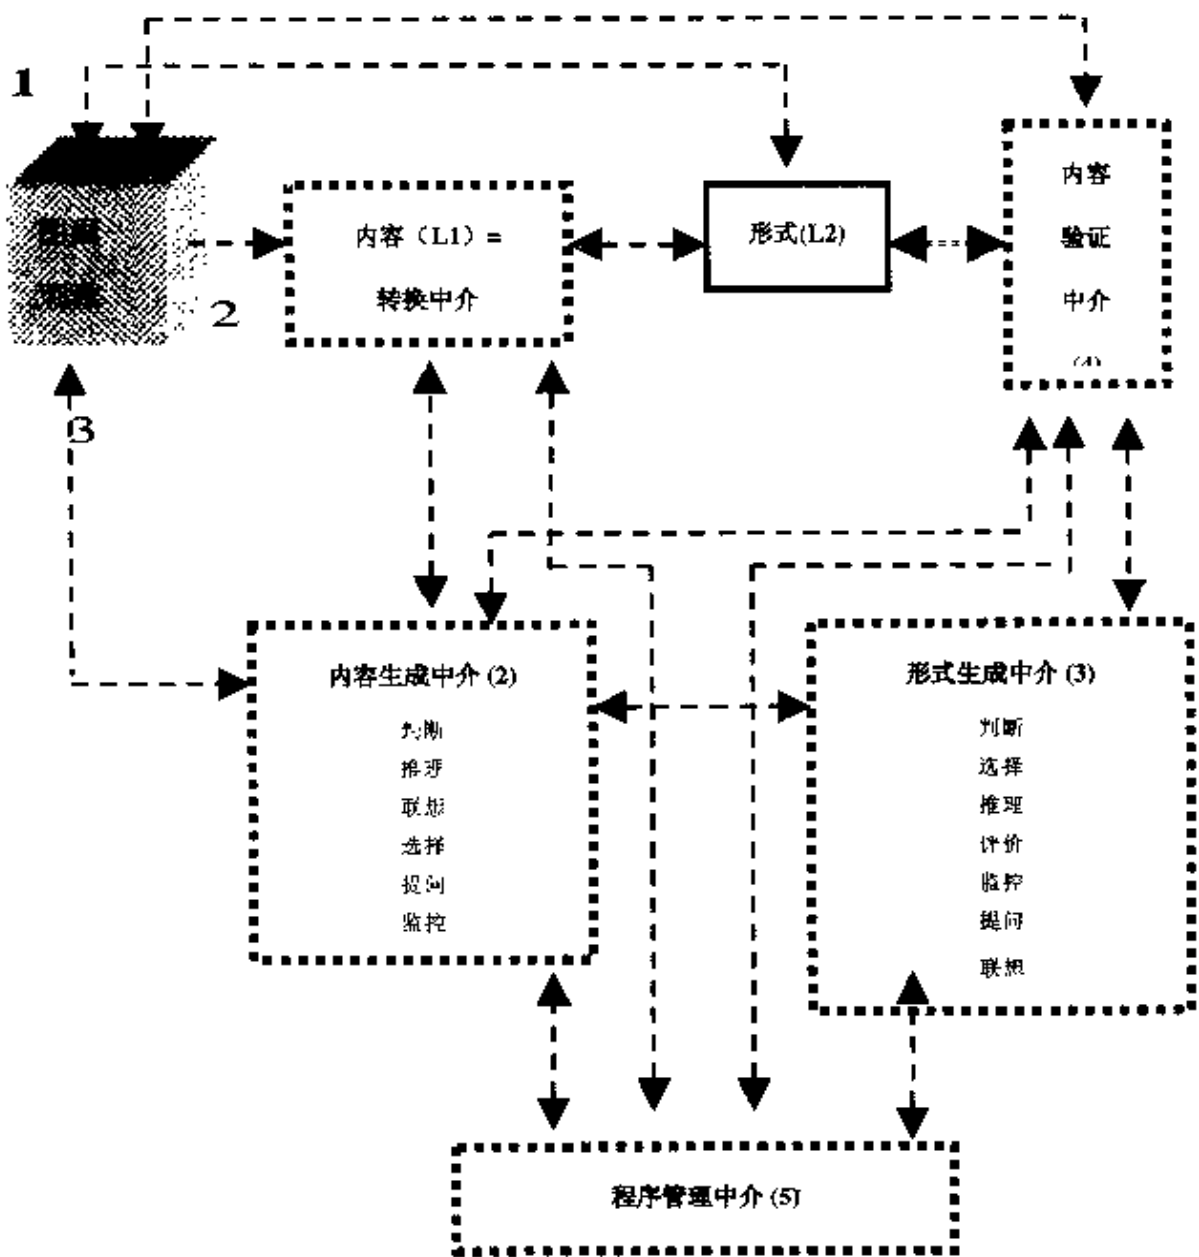 1
内容
内容（L1）=
形式(L2)
验证
转换中介
2
中介
(4)
3
内容生成中介 (2)
判断
推理
联想
选择
提问
监控
形式生成中介 (3)
判断
选择
推理
评价
监控
提问
联想
程序管理中介 (5)